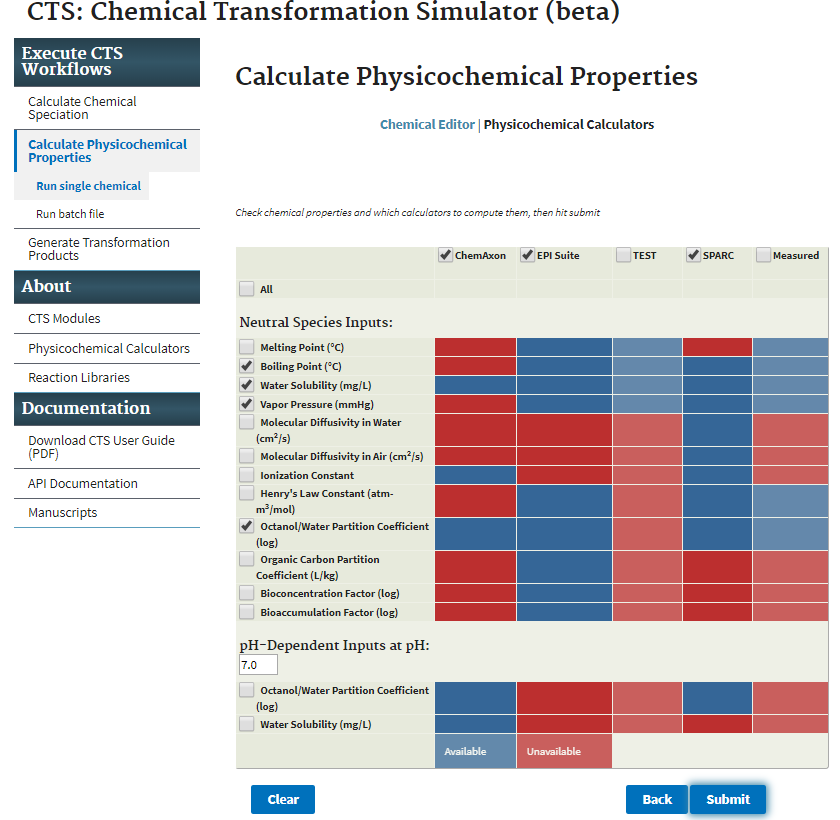 CTS: Chemical Transformation Simulator (beta)
Execute CTS
Workflows
Calculate Chemical
Speciation
Calculate Physicochemical
Properties
Run single chemical
Run batch file
Generate Transformation
Products
About
CTS Modules
Physicochemical Calculators
Reaction Libraries
Documentation
Download CTS User Guide
(PDF)
API Documentation
Manuscripts
Calculate Physicochemical Properties
Chemical Editor | Physicochemical Calculators
Check chemical properties and which calculators to compute them, then hit submit
ChemAxon EPI Suite TEST SPARC Measured
All
Neutral Species Inputs:
Melting Point (°C)
Boiling Point (°C)
Water Solubility (mg/L)
Vapor Pressure (mmHg)
Molecular Diffusivity in Water
(cm²/s)
Molecular Diffusivity in Air (cm²/s)
Ionization Constant
Henry's Law Constant (atm-
m³/mol)
Octanol/Water Partition Coefficient
(log)
Organic Carbon Partition
Coefficient (L/kg)
Bioconcentration Factor (log)
Bioaccumulation Factor (log)
pH-Dependent Inputs at pH:
7.0
Octanol/Water Partition Coefficient
(log)
Water Solubility (mg/L)
Available Unavailable
Clear Back Submit